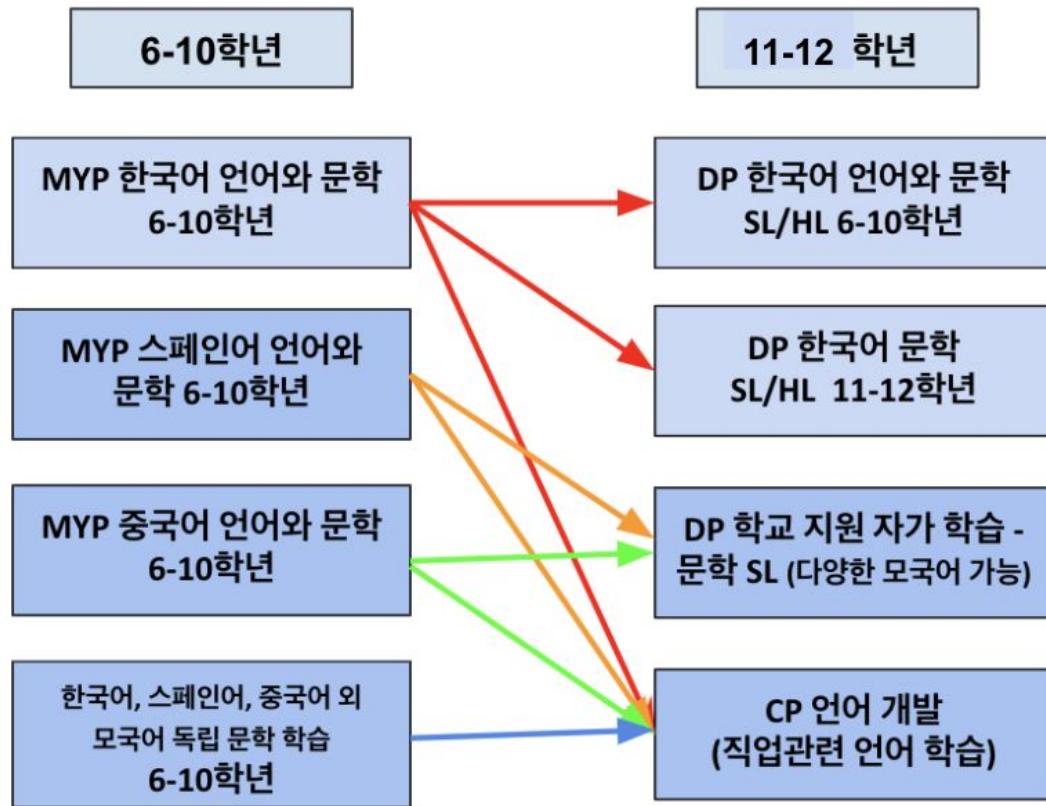 6-10학년
11-12 학년
MYP 한국어 언어와 문학
6-10학년
DP 한국어 언어와 문학
SL/HL 6-10학년
MYP 스페인어 언어와
문학 6-10학년
DP 한국어 문학
SL/HL 11-12학년
MYP 중국어 언어와 문학
6-10학년
DP 학교 지원 자가 학습 -
문학 SL (다양한 모국어 가능)
한국어, 스페인어, 중국어 외
모국어 독립 문학 학습
6-10학년
CP 언어 개발
(직업관련 언어 학습)